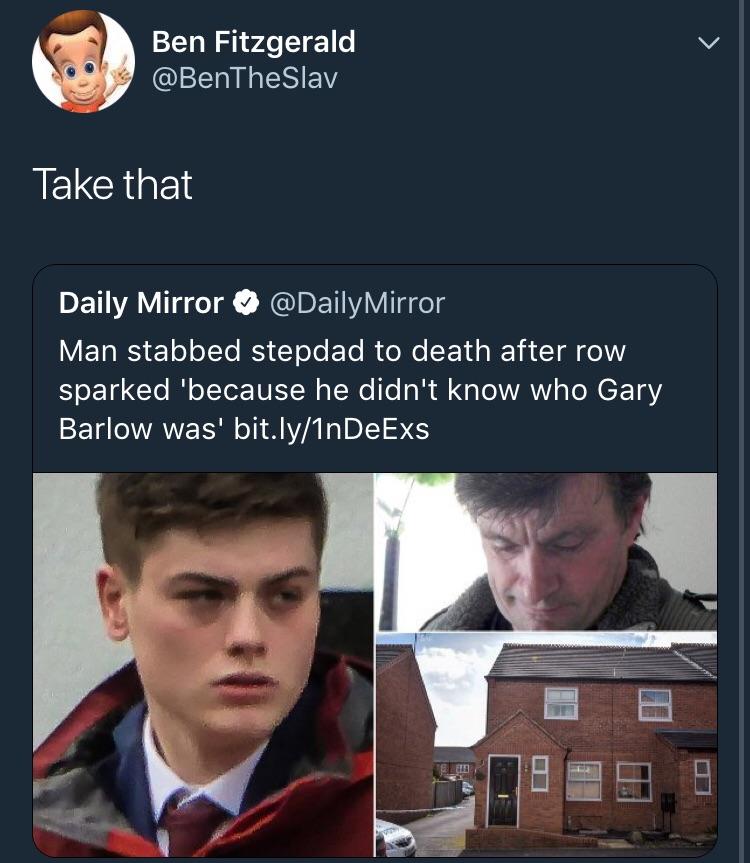 Ben Fitzgerald
@BenTheSlav
Take that
Daily Mirror @DailyMirror
Man stabbed stepdad to death after row
sparked 'because he didn't know who Gary
Barlow was' bit.ly/1nDeExs